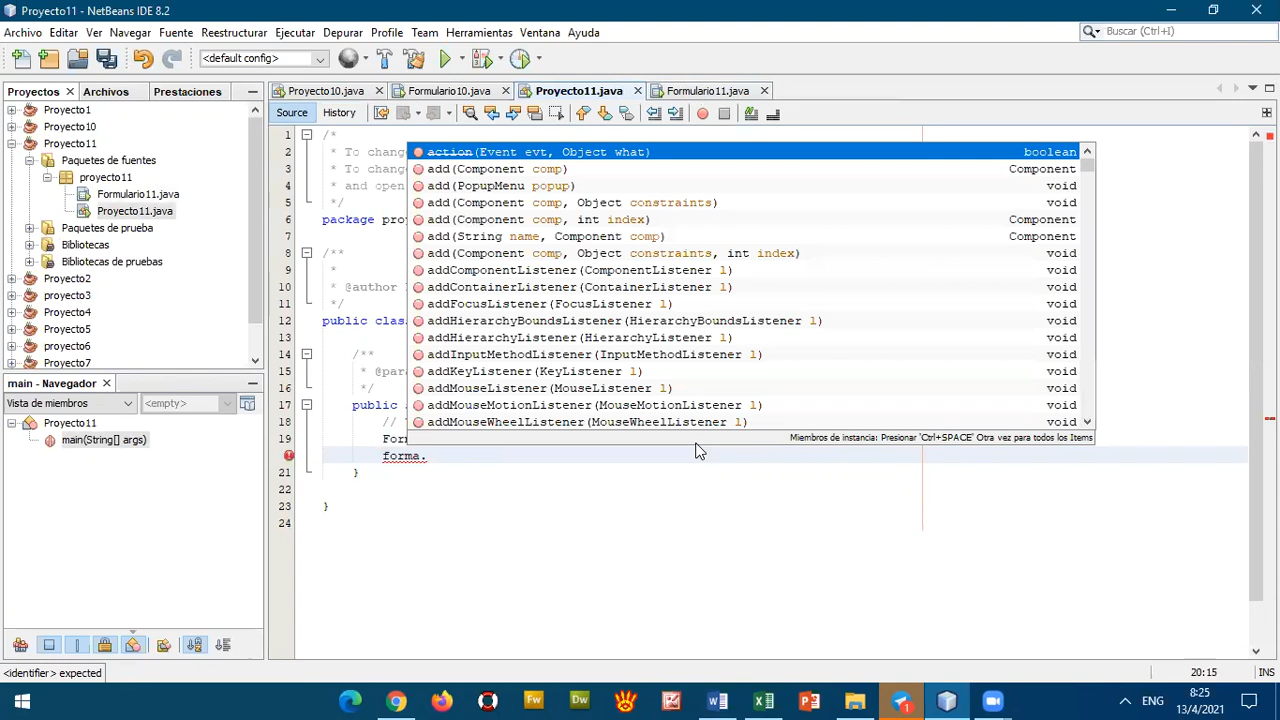 Proyecto11 - NetBeans IDE 8.2
Archivo Editar Ver Navegar Fuente Reestructurar Ejecutar Depurar Profile Team Herramientas Ventana Ayuda
Buscar (Ctrl+I)
<default config>
Proyectos Archivos Prestaciones
Proyecto10.java Formulario10.java Proyecto11.java Formulario11.java
Source History
Proyecto1
Proyecto10
Proyecto11
Paquetes de fuentes
proyecto11
Formulario11.java
Proyecto11.java
Paquetes de prueba
Bibliotecas
Bibliotecas de pruebas
Proyecto2
proyecto3
Proyecto4
Proyecto5
proyecto6
Proyecto7
main - Navegador
Vista de miembros <empty>
Proyecto11
main(String[] args)
1 /*
2 * To chang
3 * To chang
4 * and open
5 */
6 package pro
7
8 /**
9 *
10 * @author
11 */
12 public clas
13
14 /**
15 * @para
16 */
17 public
18 //
19 For
forma.
21 }
22
23 }
24
action(Event evt, Object what) boolean
add(Component comp) Component
add(PopupMenu popup) void
add(Component comp, Object constraints) void
add(Component comp, int index) Component
add(String name, Component comp) Component
add(Component comp, Object constraints, int index) void
addComponentListener(ComponentListener l) void
addContainerListener(ContainerListener l) void
addFocusListener(FocusListener l) void
addHierarchyBoundsListener(HierarchyBoundsListener l) void
addHierarchyListener(HierarchyListener l) void
addInputMethodListener(InputMethodListener l) void
addKeyListener(KeyListener l) void
addMouseListener(MouseListener l) void
addMouseMotionListener(MouseMotionListener l) void
addMouseWheelListener(MouseWheelListener l) void
Miembros de instancia: Presionar 'Ctrl+SPACE' Otra vez para todos los Items
<identifier> expected
20:15 INS
Fw Dw
ENG
8:25
13/4/2021